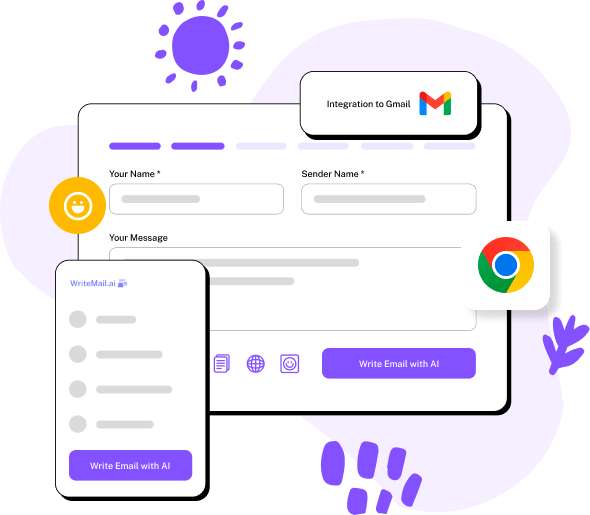 Integration to Gmail
Your Name *
Sender Name *
Your Message
WriteMail.ai
Write Email with AI
Write Email with AI